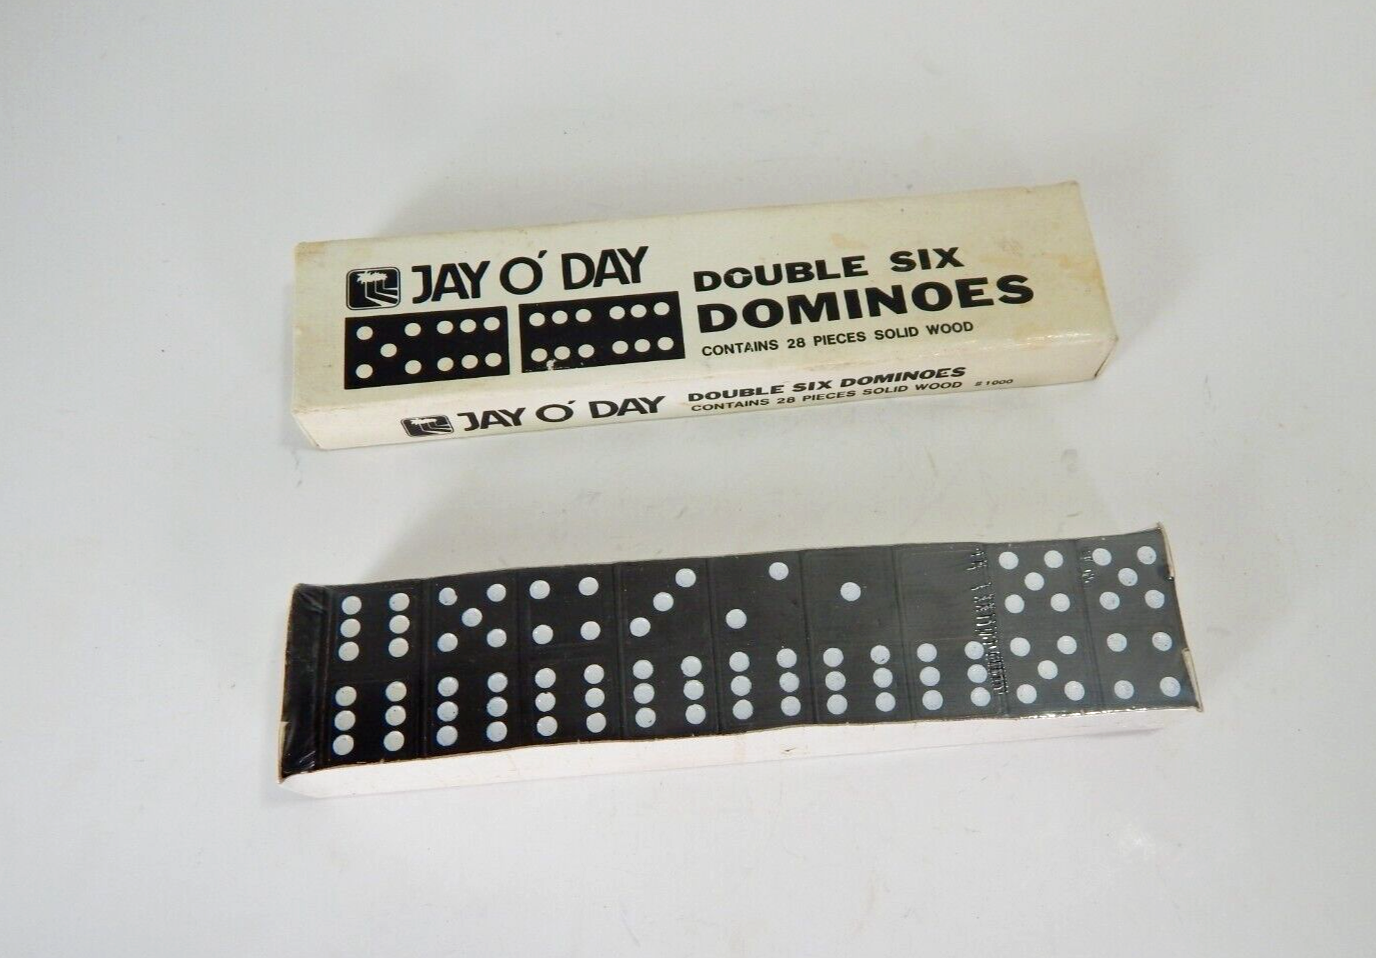 JAY O' DAY
DOUBLE SIX
DOMINOES
CONTAINS 28 PIECES SOLID WOOD
JAY O' DAY
DOUBLE SIX DOMINOES
CONTAINS 28 PIECES SOLID WOOD #1000